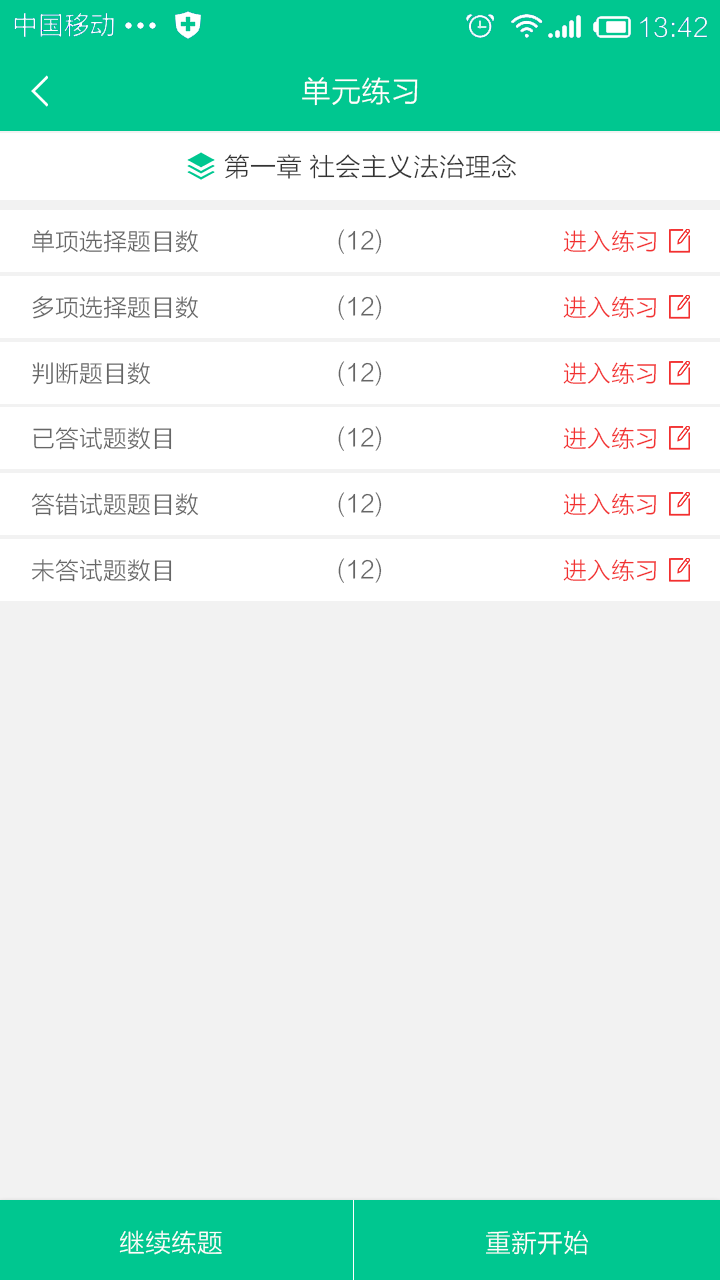 中国移动 ••• 13:42
单元练习
第一章 社会主义法治理念
单项选择题目数 (12) 进入练习
多项选择题目数 (12) 进入练习
判断题目数 (12) 进入练习
已答试题数目 (12) 进入练习
答错试题题目数 (12) 进入练习
未答试题数目 (12) 进入练习
继续练题 重新开始